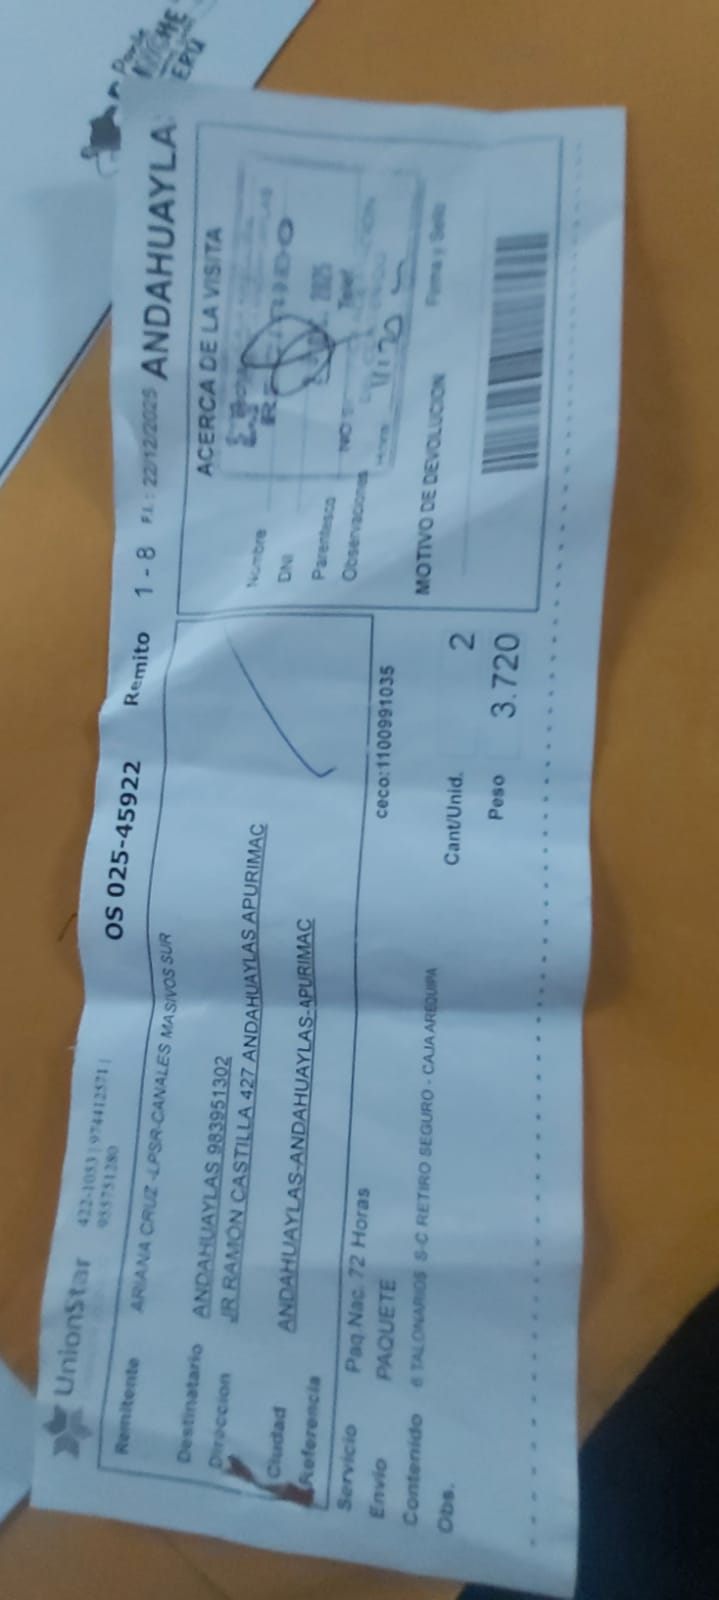 UnionStar
422-1053 | 974412571 |
955751280
OS 025-45922 Remito 1 - 8 F.I.: 22/12/2025 ANDAHUAYLA
Remitente ARIANA CRUZ -LPSR-CANALES MASIVOS SUR
Destinatario ANDAHUAYLAS 983951302
Direccion JR.RAMON CASTILLA 427 ANDAHUAYLAS APURIMAC
Ciudad ANDAHUAYLAS-ANDAHUAYLAS-APURIMAC
Referencia
Servicio Paq.Nac. 72 Horas ceco:1100991035
Envio PAQUETE
Contenido 6 TALONARIOS S-C RETIRO SEGURO - CAJA AREQUIPA
Obs.
Cant/Unid. 2
Peso 3.720
ACERCA DE LA VISITA
Nombre
DNI
Parentesco
Observaciones
Hora
MOTIVO DE DEVOLUCION Firma y Sello